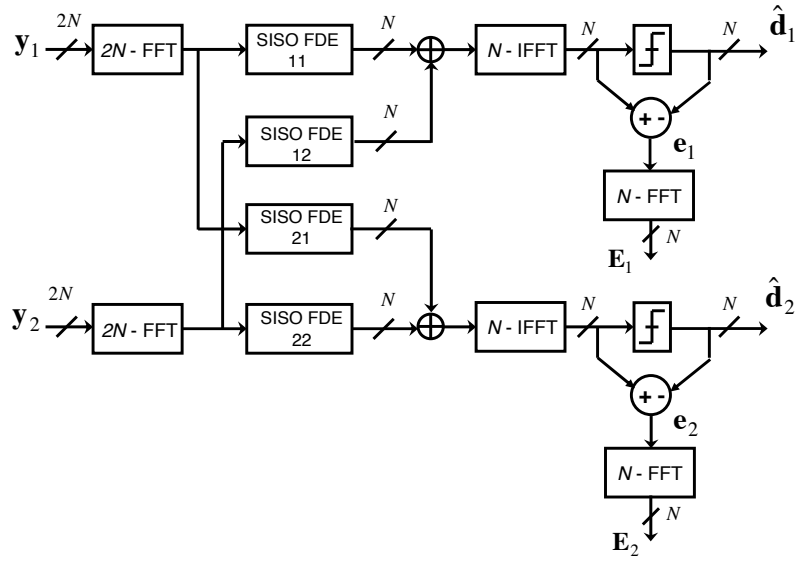 y₁
2N
2N - FFT
SISO FDE
11
N
N - IFFT
N
N
d̂₁
SISO FDE
12
N
+ -
e₁
N - FFT
N
E₁
SISO FDE
21
N
y₂
2N
2N - FFT
SISO FDE
22
N
N - IFFT
N
N
d̂₂
+ -
e₂
N - FFT
N
E₂